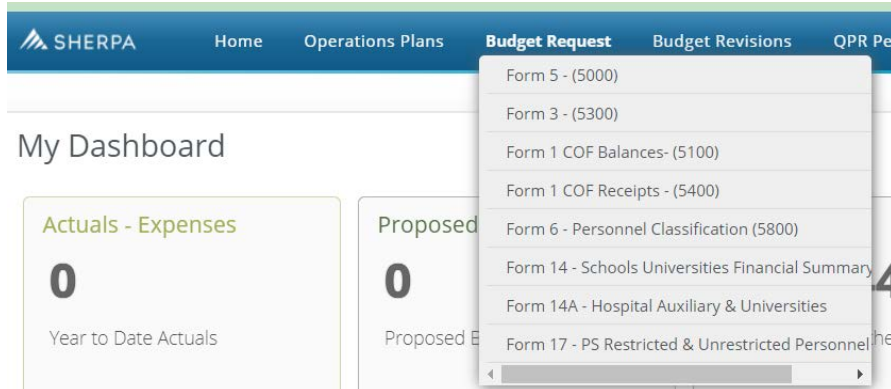 SHERPA Home Operations Plans Budget Request Budget Revisions QPR Pe
Form 5 - (5000)
Form 3 - (5300)
Form 1 COF Balances- (5100)
Form 1 COF Receipts - (5400)
Form 6 - Personnel Classification (5800)
Form 14 - Schools Universities Financial Summary
Form 14A - Hospital Auxiliary & Universities
Form 17 - PS Restricted & Unrestricted Personnel
My Dashboard
Actuals - Expenses
0
Year to Date Actuals
Proposed
0
Proposed
4
he